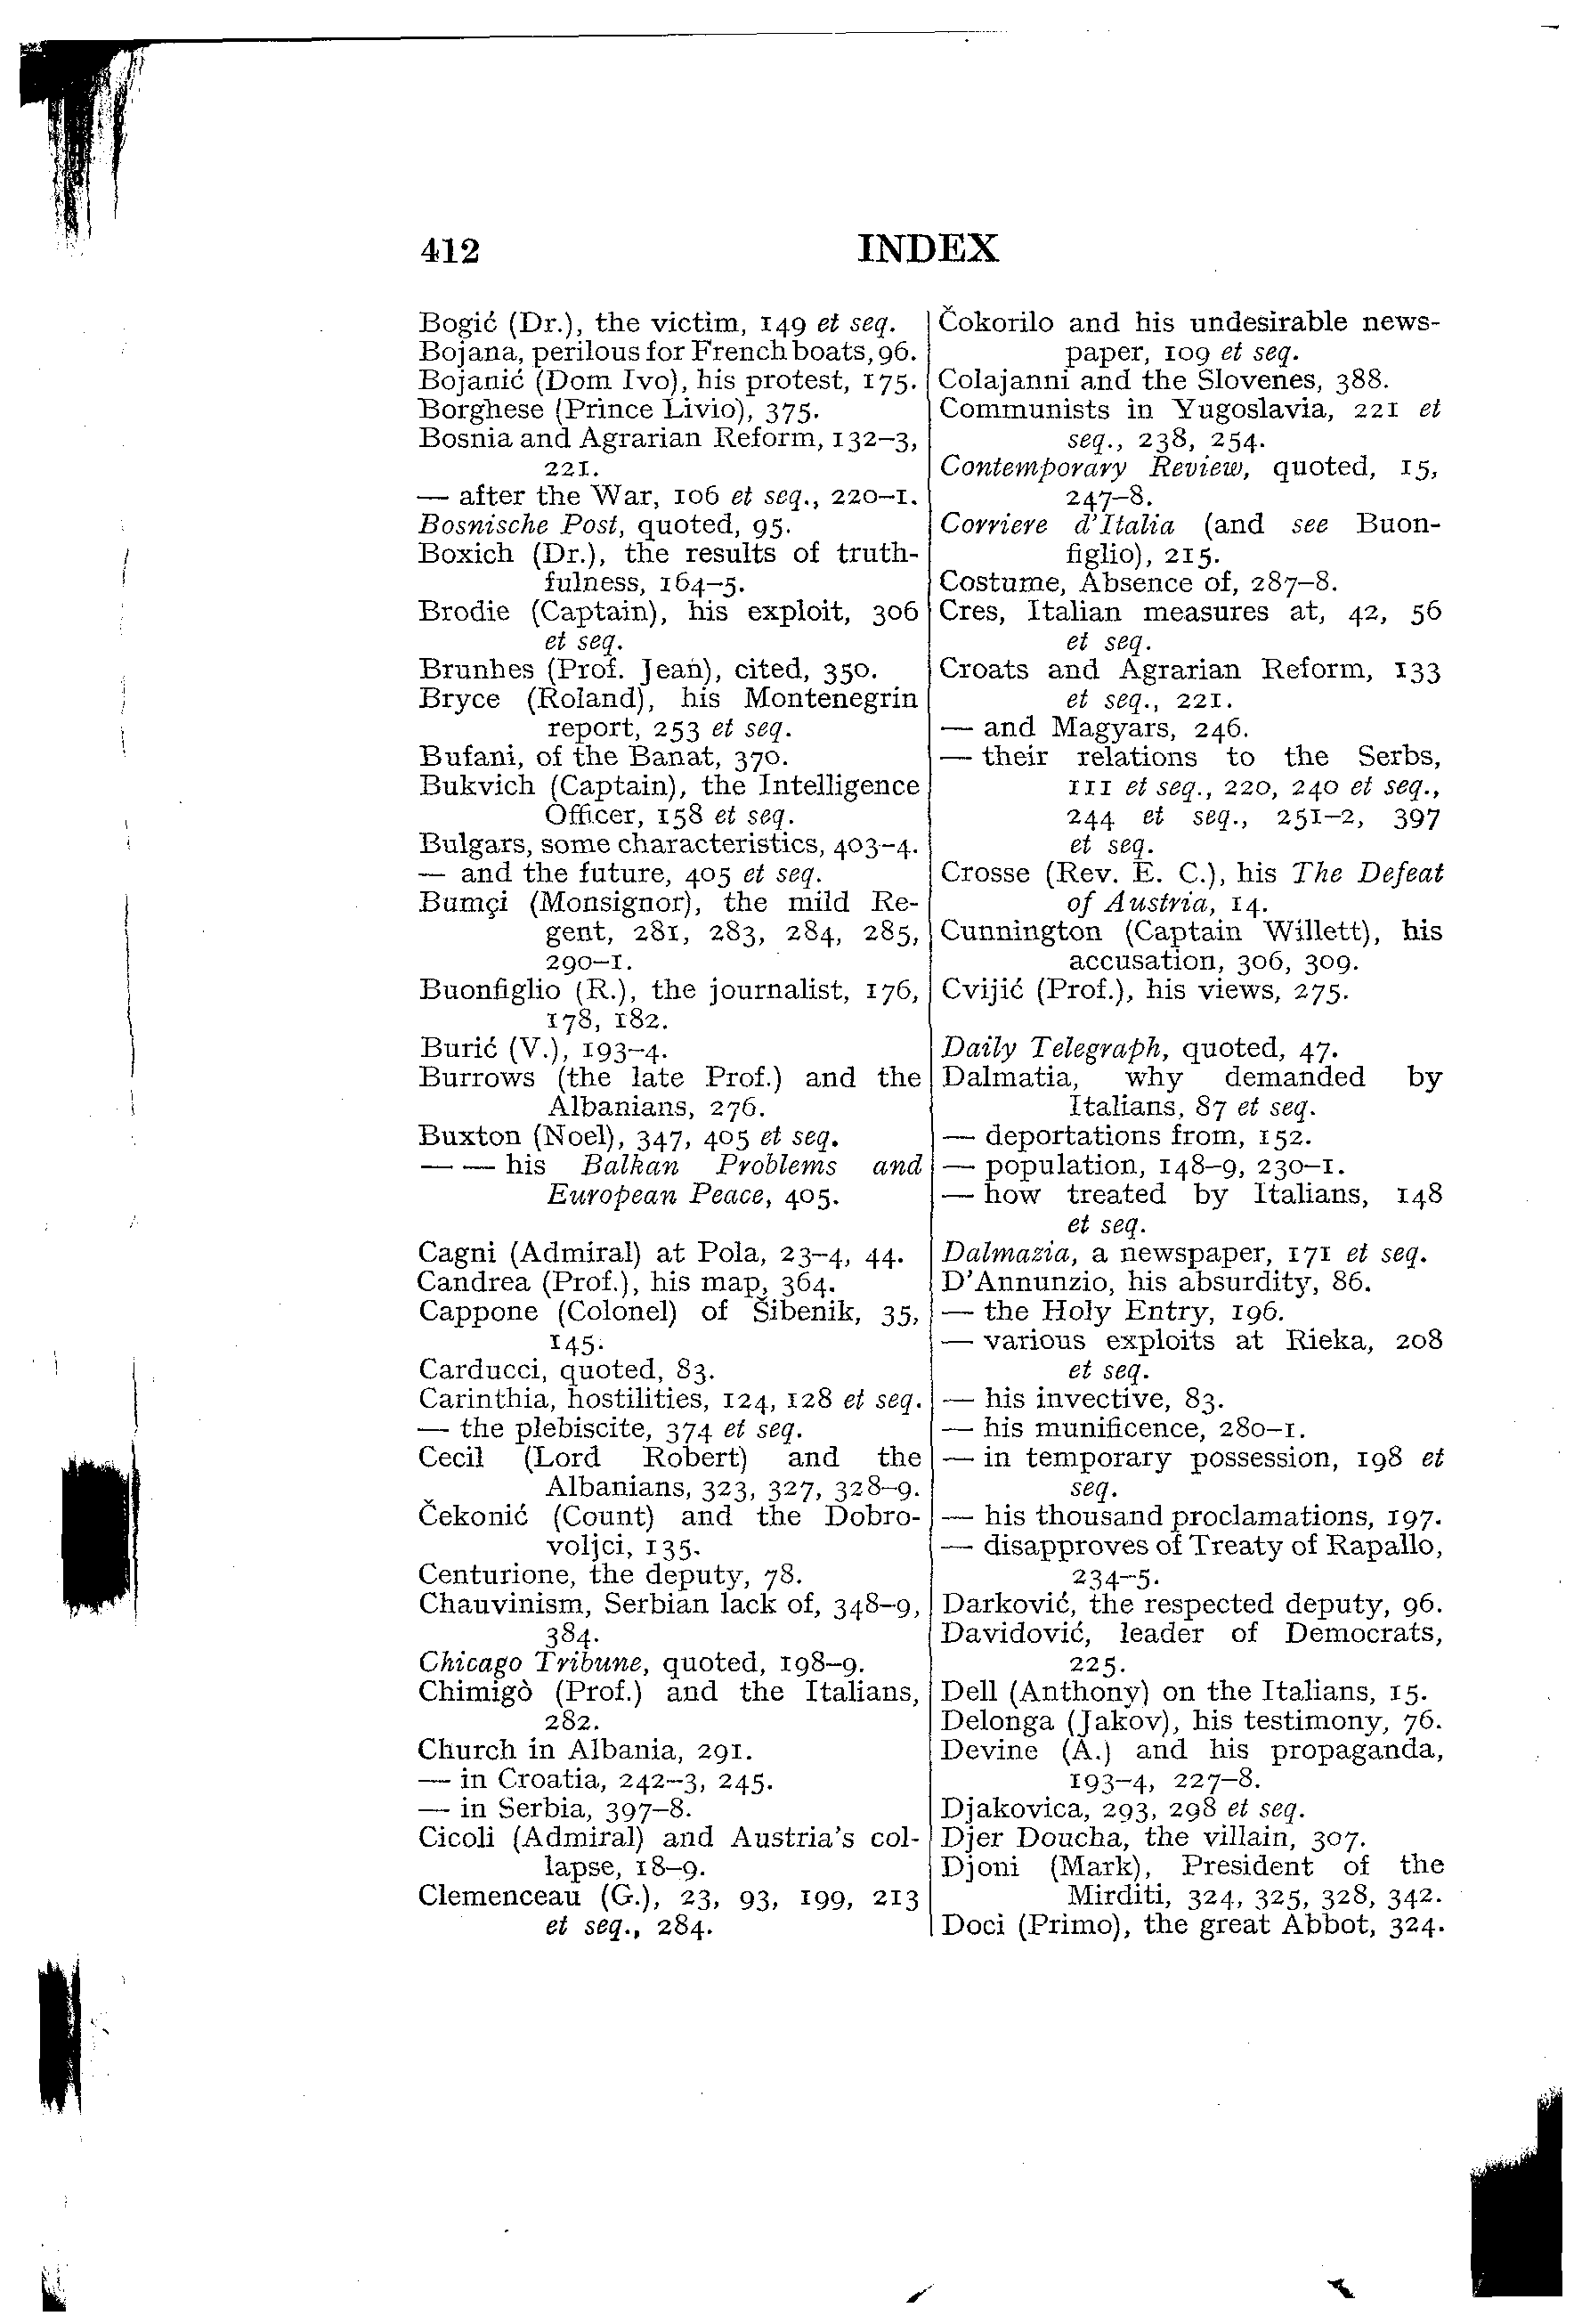 412 INDEX
Bogić (Dr.), the victim, 149 et seq.
Bojana, perilous for French boats, 96.
Bojanić (Dom Ivo), his protest, 175.
Borghese (Prince Livio), 375.
Bosnia and Agrarian Reform, 132–3,
221.
— after the War, 106 et seq., 220–1.
Bosnische Post, quoted, 95.
Boxich (Dr.), the results of truth-
fulness, 164–5.
Brodie (Captain), his exploit, 306
et seq.
Brunhes (Prof. Jean), cited, 350.
Bryce (Roland), his Montenegrin
report, 253 et seq.
Bufani, of the Banat, 370.
Bukvich (Captain), the Intelligence
Officer, 158 et seq.
Bulgars, some characteristics, 403–4.
— and the future, 405 et seq.
Bumçi (Monsignor), the mild Re-
gent, 281, 283, 284, 285,
290–1.
Buonfiglio (R.), the journalist, 176,
178, 182.
Burić (V.), 193–4.
Burrows (the late Prof.) and the
Albanians, 276.
Buxton (Noel), 347, 405 et seq.
— — his Balkan Problems and
European Peace, 405.
Cagni (Admiral) at Pola, 23–4, 44.
Candrea (Prof.), his map, 364.
Cappone (Colonel) of Šibenik, 35,
145.
Carducci, quoted, 83.
Carinthia, hostilities, 124, 128 et seq.
— the plebiscite, 374 et seq.
Cecil (Lord Robert) and the
Albanians, 323, 327, 328–9.
Čekonić (Count) and the Dobro-
voljci, 135.
Centurione, the deputy, 78.
Chauvinism, Serbian lack of, 348–9,
384.
Chicago Tribune, quoted, 198–9.
Chimigò (Prof.) and the Italians,
282.
Church in Albania, 291.
— in Croatia, 242–3, 245.
— in Serbia, 397–8.
Cicoli (Admiral) and Austria's col-
lapse, 18–9.
Clemenceau (G.), 23, 93, 199, 213
et seq., 284.
Čokorilo and his undesirable news-
paper, 109 et seq.
Colajanni and the Slovenes, 388.
Communists in Yugoslavia, 221 et
seq., 238, 254.
Contemporary Review, quoted, 15,
247–8.
Corriere d'Italia (and see Buon-
figlio), 215.
Costume, Absence of, 287–8.
Cres, Italian measures at, 42, 56
et seq.
Croats and Agrarian Reform, 133
et seq., 221.
— and Magyars, 246.
— their relations to the Serbs,
111 et seq., 220, 240 et seq.,
244 et seq., 251–2, 397
et seq.
Crosse (Rev. E. C.), his The Defeat
of Austria, 14.
Cunnington (Captain Willett), his
accusation, 306, 309.
Cvijić (Prof.), his views, 275.
Daily Telegraph, quoted, 47.
Dalmatia, why demanded by
Italians, 87 et seq.
— deportations from, 152.
— population, 148–9, 230–1.
— how treated by Italians, 148
et seq.
Dalmazia, a newspaper, 171 et seq.
D'Annunzio, his absurdity, 86.
— the Holy Entry, 196.
— various exploits at Rieka, 208
et seq.
— his invective, 83.
— his munificence, 280–1.
— in temporary possession, 198 et
seq.
— his thousand proclamations, 197.
— disapproves of Treaty of Rapallo,
234–5.
Darković, the respected deputy, 96.
Davidović, leader of Democrats,
225.
Dell (Anthony) on the Italians, 15.
Delonga (Jakov), his testimony, 76.
Devine (A.) and his propaganda,
193–4, 227–8.
Djakovica, 293, 298 et seq.
Djer Doucha, the villain, 307.
Djoni (Mark), President of the
Mirditi, 324, 325, 328, 342.
Doci (Primo), the great Abbot, 324.